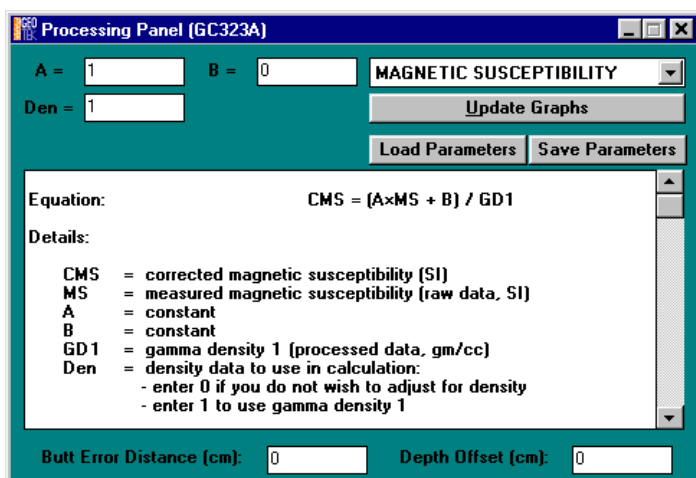 GEO TEK Processing Panel (GC323A)
A = 1 B = 0 MAGNETIC SUSCEPTIBILITY
Den = 1 Update Graphs
Load Parameters Save Parameters
Equation: CMS = (A×MS + B) / GD1
Details:
CMS = corrected magnetic susceptibility (SI)
MS = measured magnetic susceptibility (raw data, SI)
A = constant
B = constant
GD1 = gamma density 1 (processed data, gm/cc)
Den = density data to use in calculation:
- enter 0 if you do not wish to adjust for density
- enter 1 to use gamma density 1
Butt Error Distance (cm): 0 Depth Offset (cm): 0